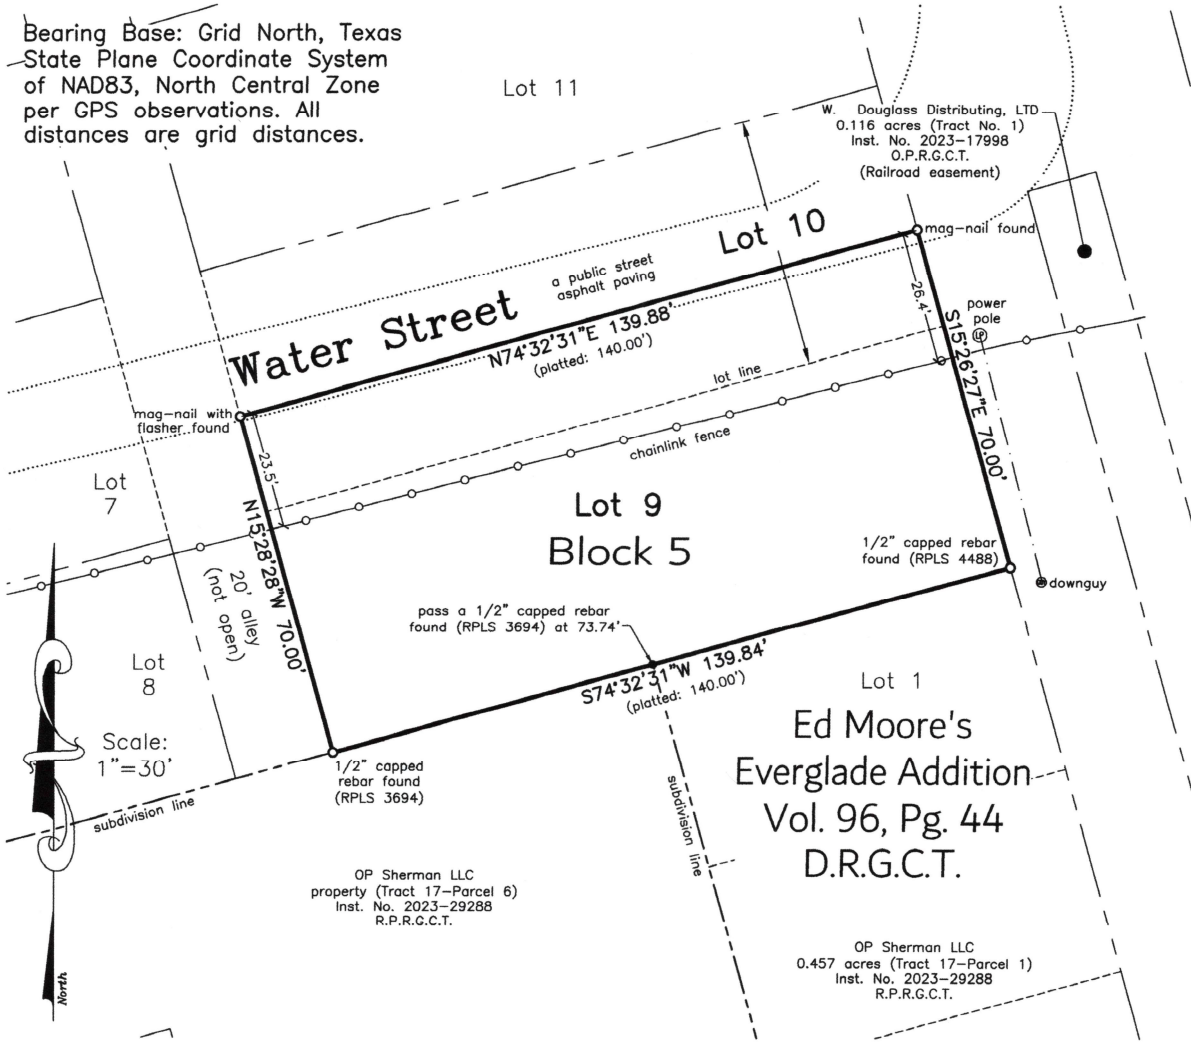 Bearing Base: Grid North, Texas
State Plane Coordinate System
of NAD83, North Central Zone
per GPS observations. All
distances are grid distances.
Lot 11
W. Douglass Distributing, LTD
0.116 acres (Tract No. 1)
Inst. No. 2023-17998
O.P.R.G.C.T.
(Railroad easement)
Lot 10
mag-nail found
a public street
asphalt paving
Water Street
N74°32'31"E 139.88'
(platted: 140.00')
26.4'
power
pole
LP
S15°26'27"E 70.00'
lot line
mag-nail with
flasher found
chainlink fence
23.5'
Lot
7
Lot 9
Block 5
N15°28'28"W 70.00'
20' alley
(not open)
1/2" capped rebar
found (RPLS 4488)
downguy
pass a 1/2" capped rebar
found (RPLS 3694) at 73.74'
S74°32'31"W 139.84'
(platted: 140.00')
Lot
8
Lot 1
Scale:
1"=30'
1/2" capped
rebar found
(RPLS 3694)
subdivision line
subdivision line
Ed Moore's
Everglade Addition
Vol. 96, Pg. 44
D.R.G.C.T.
OP Sherman LLC
property (Tract 17-Parcel 6)
Inst. No. 2023-29288
R.P.R.G.C.T.
OP Sherman LLC
0.457 acres (Tract 17-Parcel 1)
Inst. No. 2023-29288
R.P.R.G.C.T.
North